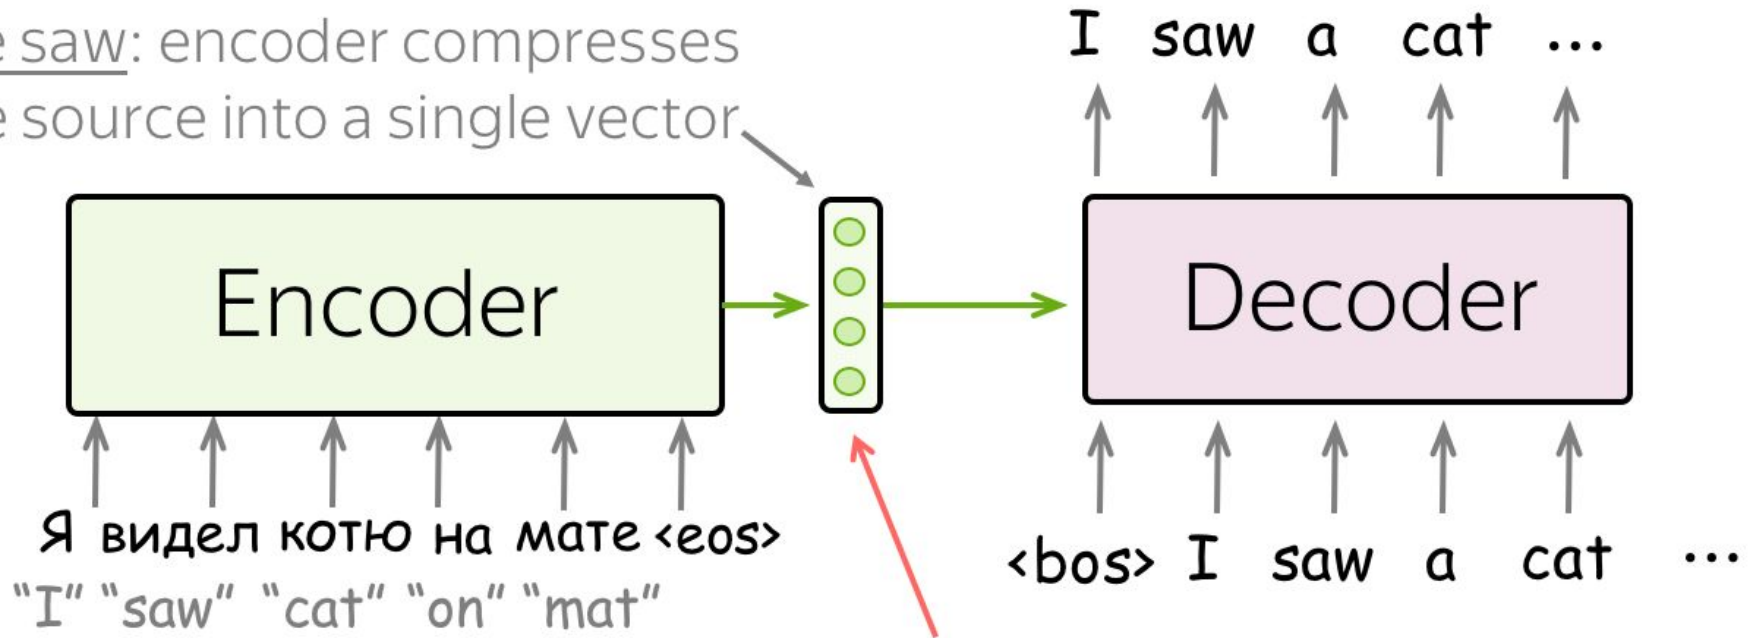 e saw: encoder compresses
e source into a single vector
I saw a cat ...
Encoder
Decoder
Я видел котю на мате <eos>
"I" "saw" "cat" "on" "mat"
<bos> I saw a cat ...